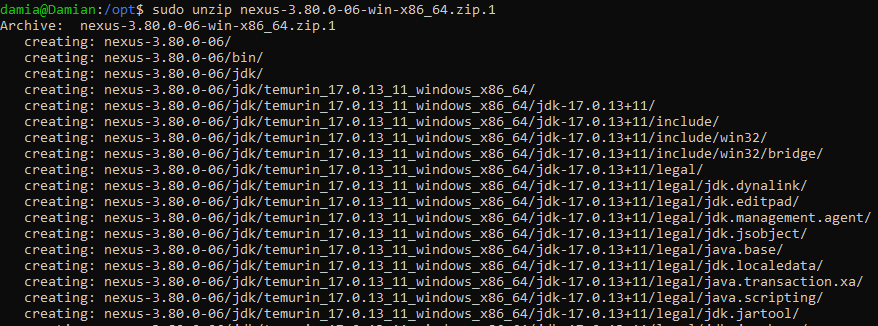 damia@Damian:/opt$ sudo unzip nexus-3.80.0-06-win-x86_64.zip.1
Archive:  nexus-3.80.0-06-win-x86_64.zip.1
   creating: nexus-3.80.0-06/
   creating: nexus-3.80.0-06/bin/
   creating: nexus-3.80.0-06/jdk/
   creating: nexus-3.80.0-06/jdk/temurin_17.0.13_11_windows_x86_64/
   creating: nexus-3.80.0-06/jdk/temurin_17.0.13_11_windows_x86_64/jdk-17.0.13+11/
   creating: nexus-3.80.0-06/jdk/temurin_17.0.13_11_windows_x86_64/jdk-17.0.13+11/include/
   creating: nexus-3.80.0-06/jdk/temurin_17.0.13_11_windows_x86_64/jdk-17.0.13+11/include/win32/
   creating: nexus-3.80.0-06/jdk/temurin_17.0.13_11_windows_x86_64/jdk-17.0.13+11/include/win32/bridge/
   creating: nexus-3.80.0-06/jdk/temurin_17.0.13_11_windows_x86_64/jdk-17.0.13+11/legal/
   creating: nexus-3.80.0-06/jdk/temurin_17.0.13_11_windows_x86_64/jdk-17.0.13+11/legal/jdk.dynalink/
   creating: nexus-3.80.0-06/jdk/temurin_17.0.13_11_windows_x86_64/jdk-17.0.13+11/legal/jdk.editpad/
   creating: nexus-3.80.0-06/jdk/temurin_17.0.13_11_windows_x86_64/jdk-17.0.13+11/legal/jdk.management.agent/
   creating: nexus-3.80.0-06/jdk/temurin_17.0.13_11_windows_x86_64/jdk-17.0.13+11/legal/jdk.jsobject/
   creating: nexus-3.80.0-06/jdk/temurin_17.0.13_11_windows_x86_64/jdk-17.0.13+11/legal/java.base/
   creating: nexus-3.80.0-06/jdk/temurin_17.0.13_11_windows_x86_64/jdk-17.0.13+11/legal/jdk.localedata/
   creating: nexus-3.80.0-06/jdk/temurin_17.0.13_11_windows_x86_64/jdk-17.0.13+11/legal/java.transaction.xa/
   creating: nexus-3.80.0-06/jdk/temurin_17.0.13_11_windows_x86_64/jdk-17.0.13+11/legal/java.scripting/
   creating: nexus-3.80.0-06/jdk/temurin_17.0.13_11_windows_x86_64/jdk-17.0.13+11/legal/jdk.jartool/